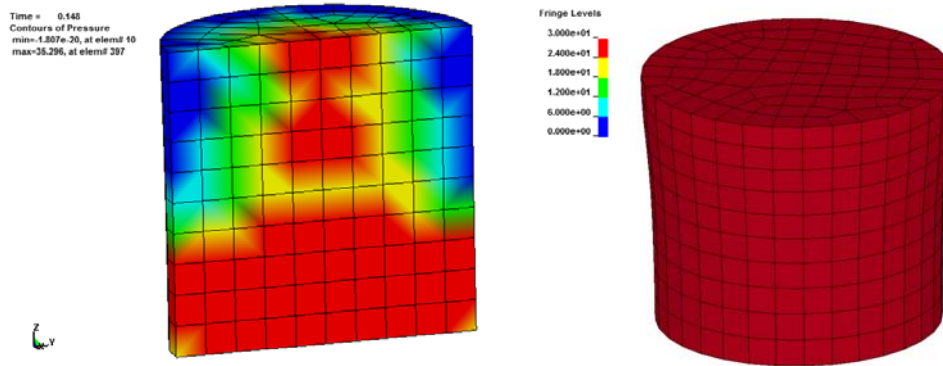 Time = 0.148
Contours of Pressure
min=-1.807e-20, at elem# 10
max=35.296, at elem# 397
Fringe Levels
3.000e+01
2.400e+01
1.800e+01
1.200e+01
6.000e+00
0.000e+00
Z
X Y